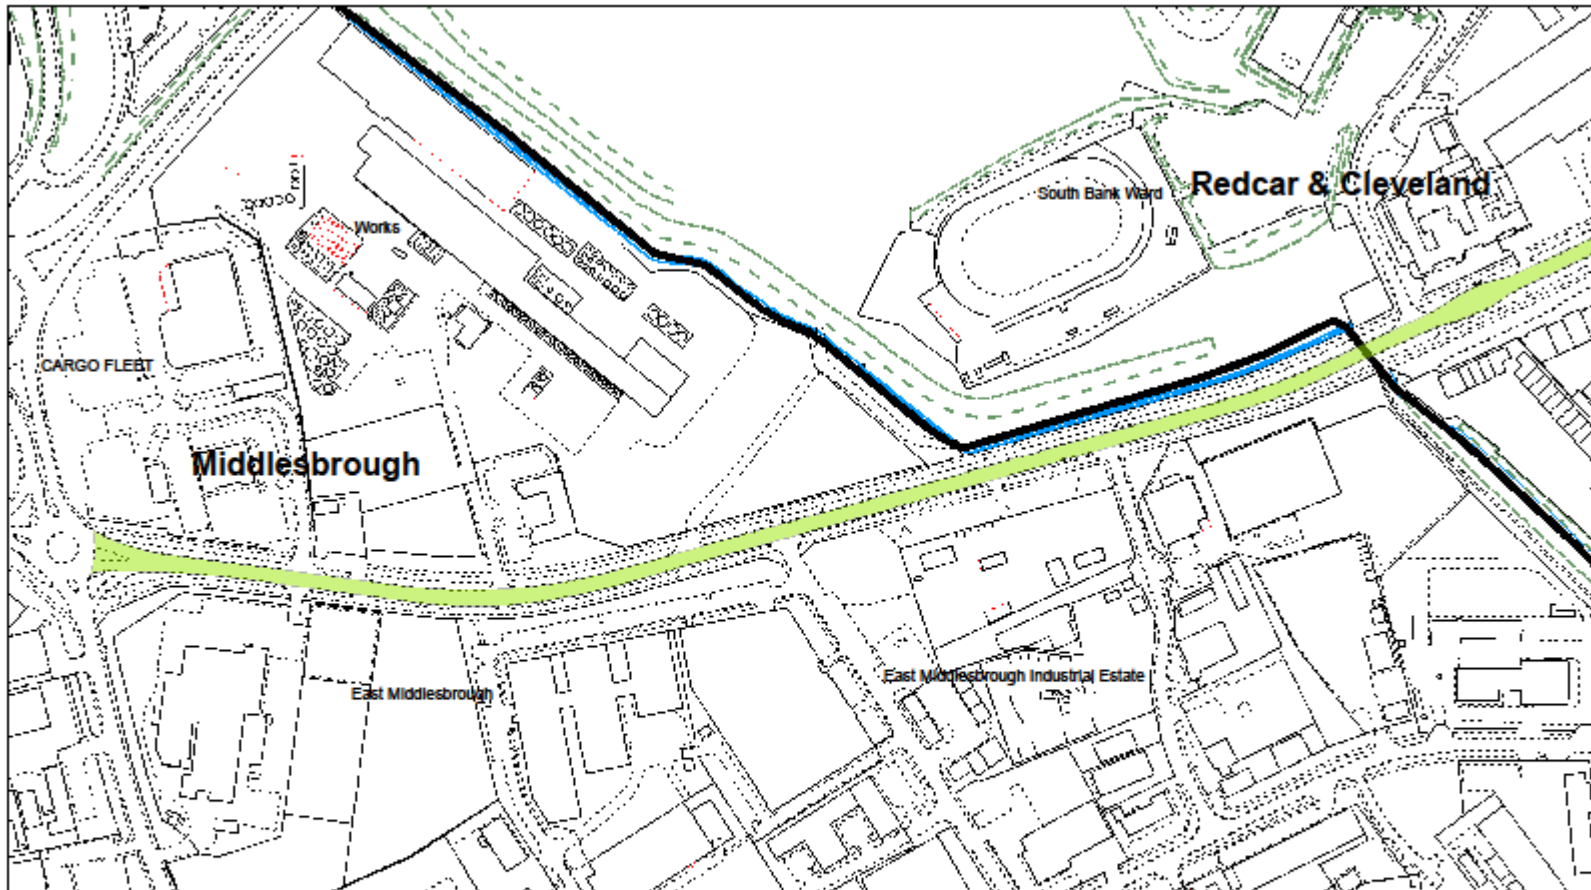 South Bank Ward
Redcar & Cleveland
Works
CARGO FLEET
Middlesbrough
East Middlesbrough Industrial Estate
East Middlesbrough